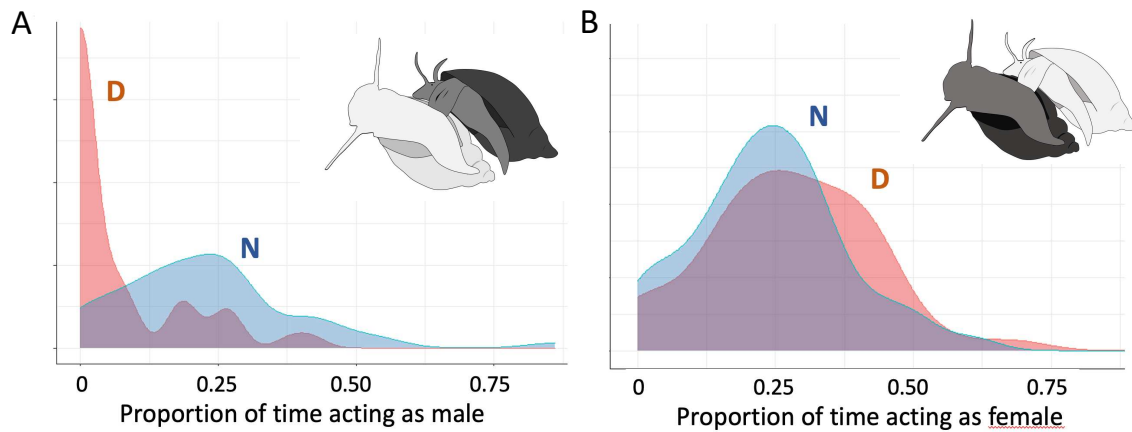 A
D
N
0
0.25
0.50
0.75
Proportion of time acting as male
B
N
D
0
0.25
0.50
0.75
Proportion of time acting as female